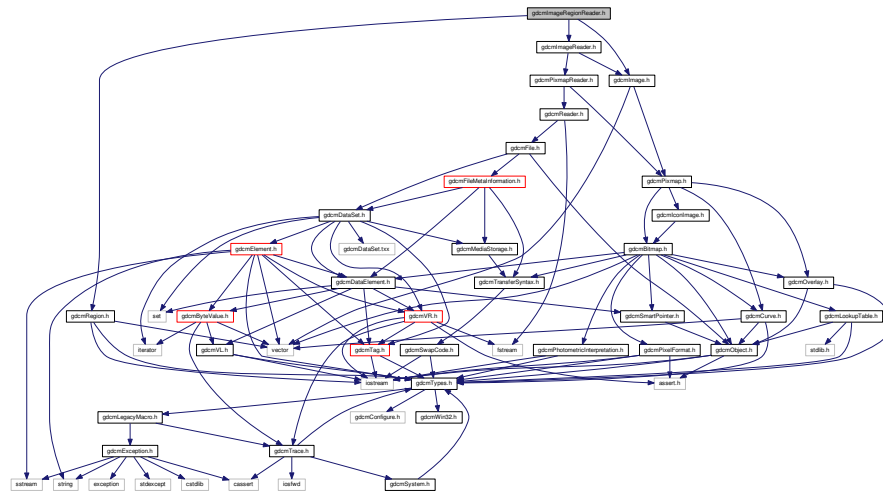 gdcmImageRegionReader.h
gdcmImageReader.h
gdcmPixmapReader.h
gdcmImage.h
gdcmReader.h
gdcmFile.h
gdcmFileMetaInformation.h
gdcmPixmap.h
gdcmDataSet.h
gdcmIconImage.h
gdcmElement.h
gdcmDataSet.txx
gdcmMediaStorage.h
gdcmBitmap.h
gdcmDataElement.h
gdcmTransferSyntax.h
gdcmOverlay.h
gdcmRegion.h
set
gdcmByteValue.h
gdcmVR.h
gdcmSmartPointer.h
gdcmCurve.h
gdcmLookupTable.h
iterator
gdcmVL.h
vector
gdcmTag.h
gdcmSwapCode.h
fstream
gdcmPhotometricInterpretation.h
gdcmPixelFormat.h
gdcmObject.h
stdlib.h
iostream
gdcmTypes.h
assert.h
gdcmLegacyMacro.h
gdcmConfigure.h
gdcmWin32.h
gdcmException.h
gdcmTrace.h
sstream
string
exception
stdexcept
cstdlib
cassert
iosfwd
gdcmSystem.h